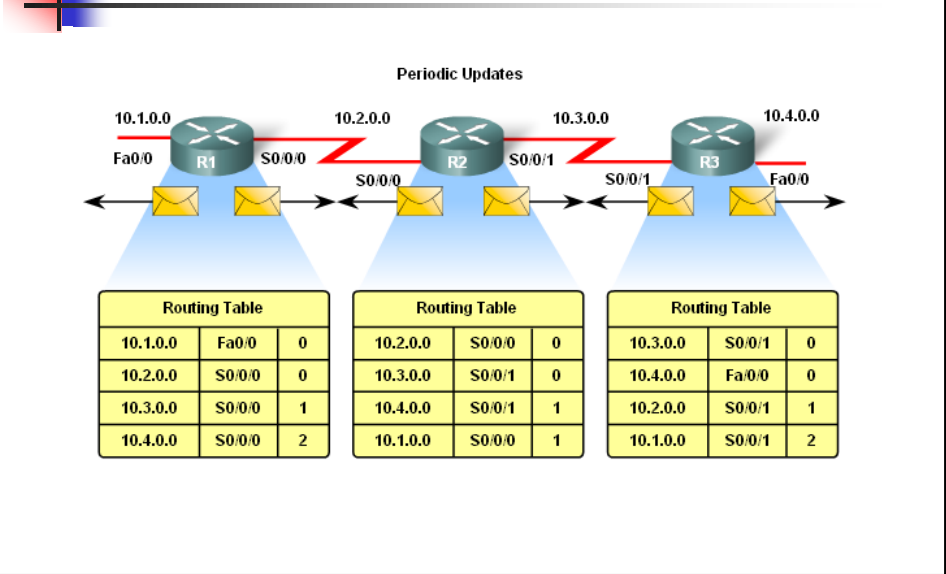 Periodic Updates
10.1.0.0 10.2.0.0 10.3.0.0 10.4.0.0
Fa0/0 R1 S0/0/0 S0/0/0 R2 S0/0/1 S0/0/1 R3 Fa0/0
Routing Table
10.1.0.0 Fa0/0 0
10.2.0.0 S0/0/0 0
10.3.0.0 S0/0/0 1
10.4.0.0 S0/0/0 2
Routing Table
10.2.0.0 S0/0/0 0
10.3.0.0 S0/0/1 0
10.4.0.0 S0/0/1 1
10.1.0.0 S0/0/0 1
Routing Table
10.3.0.0 S0/0/1 0
10.4.0.0 Fa/0/0 0
10.2.0.0 S0/0/1 1
10.1.0.0 S0/0/1 2